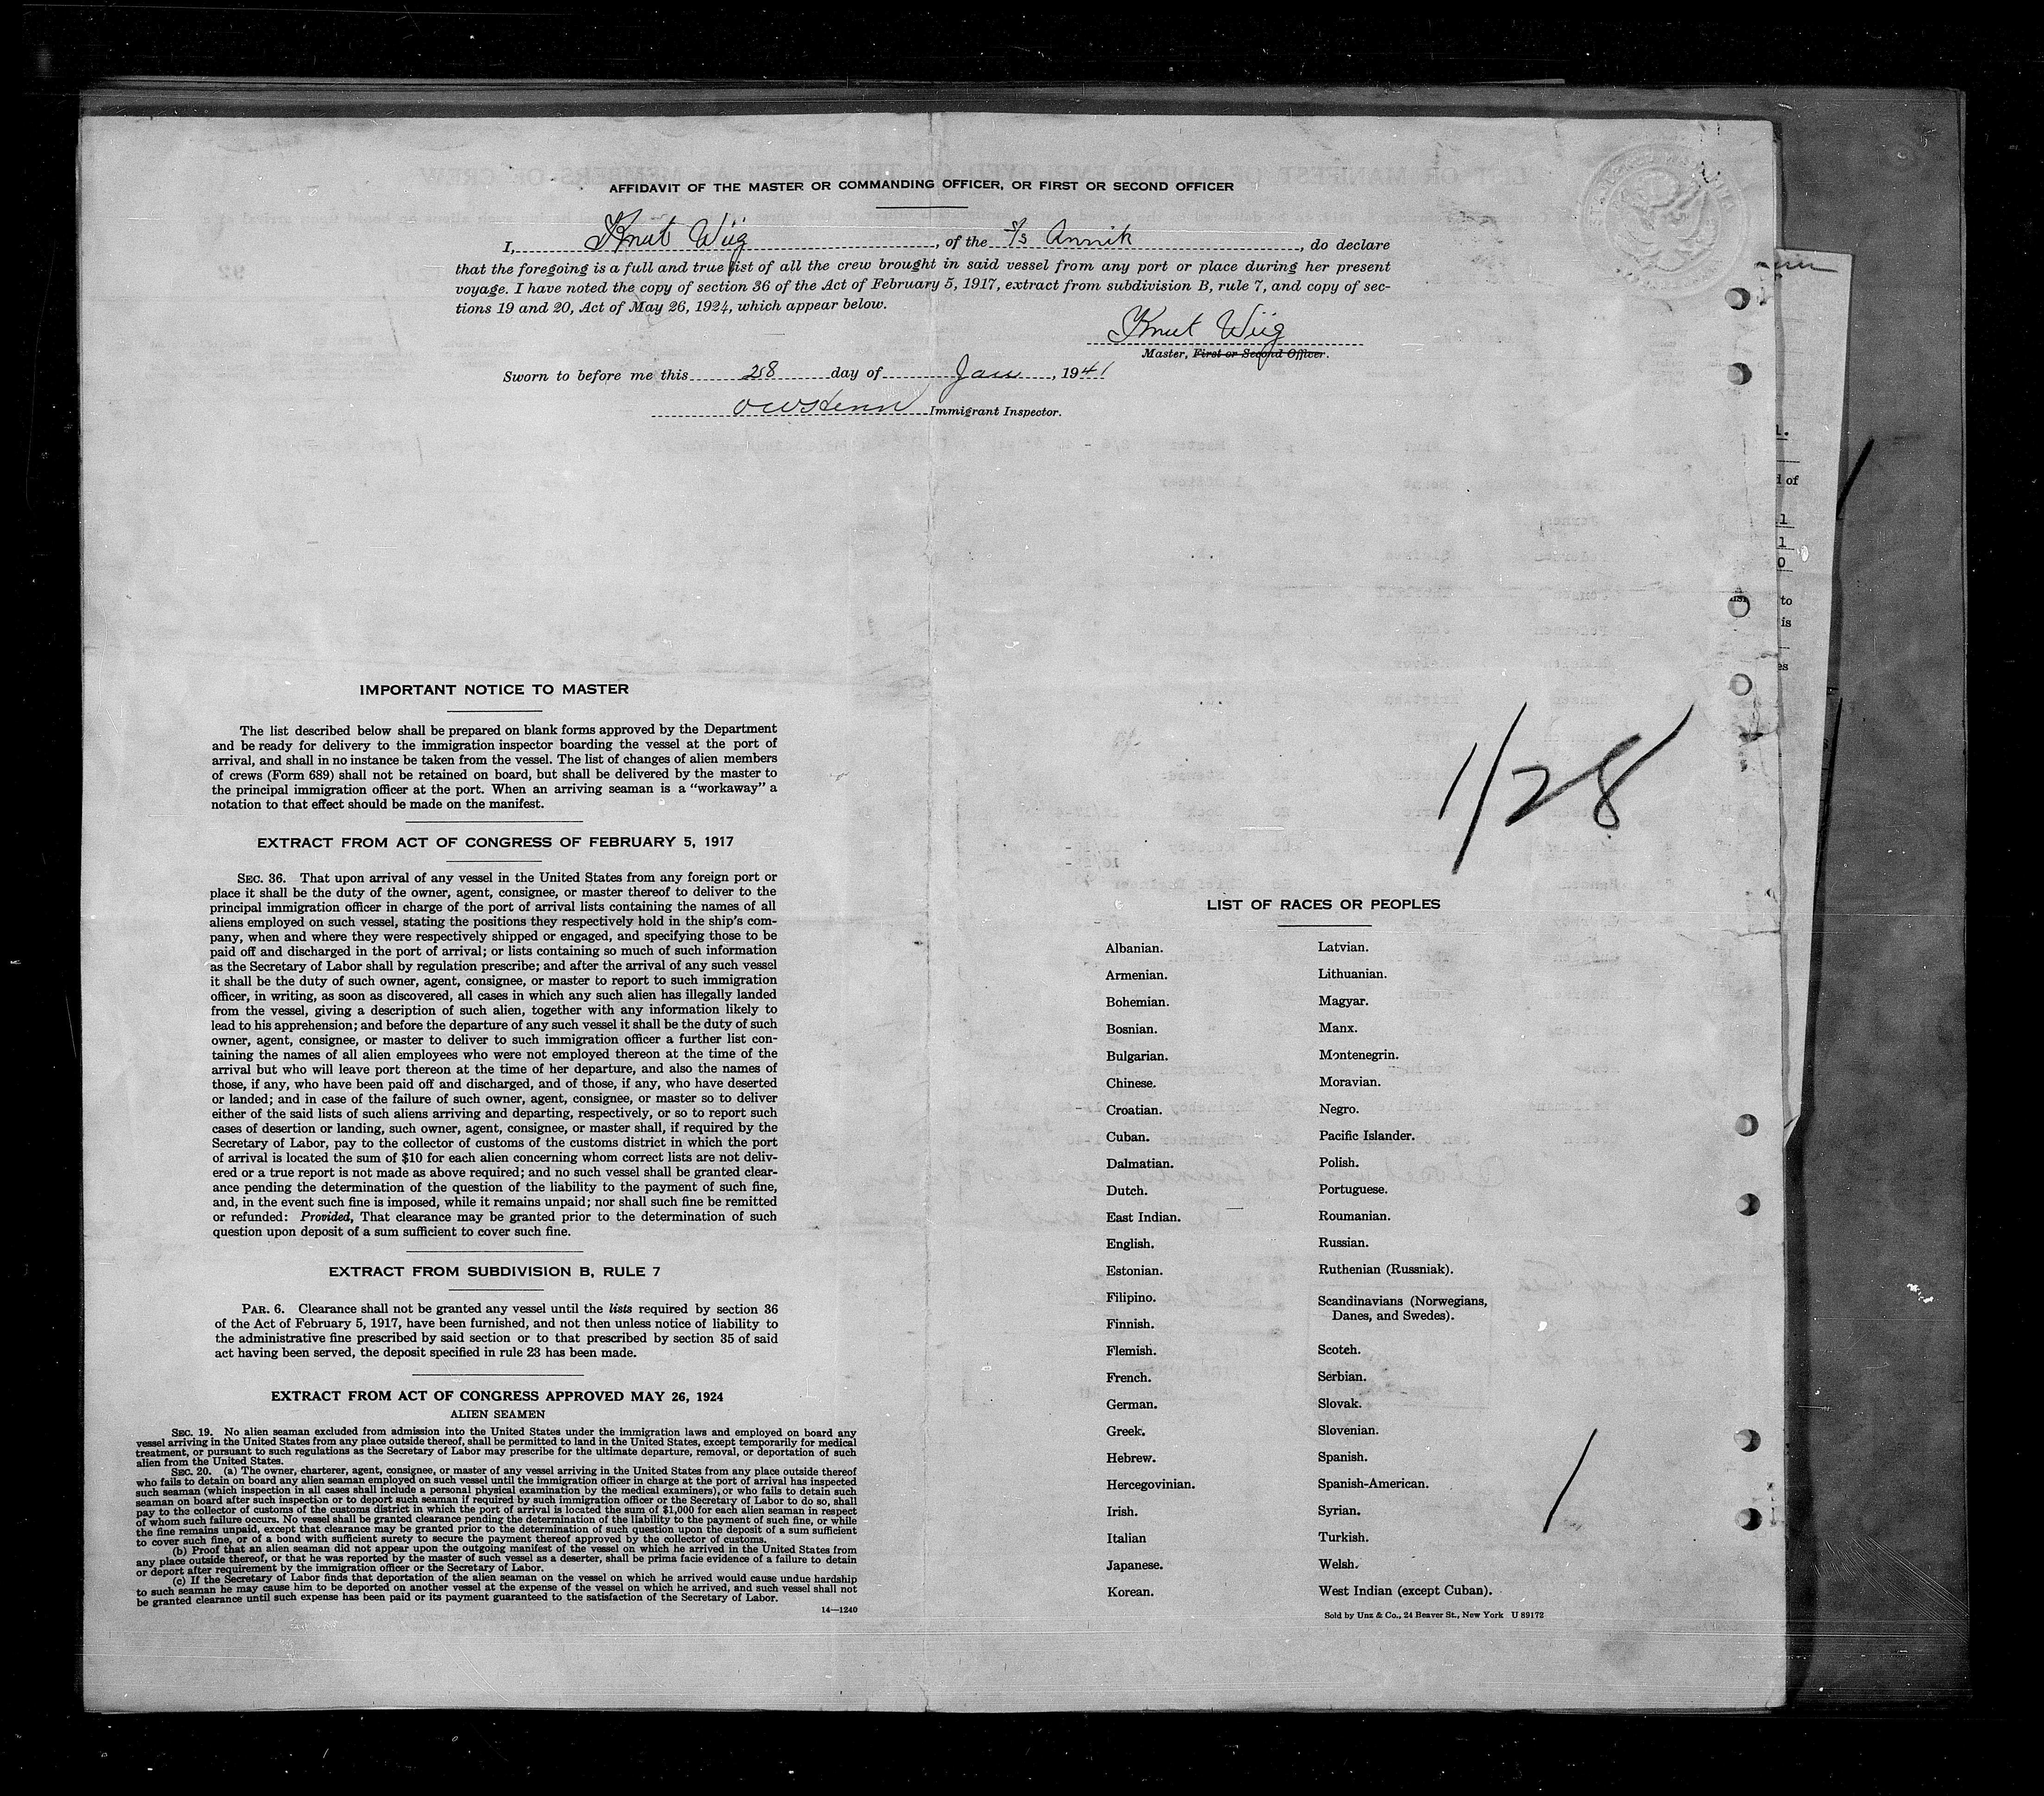 AFFIDAVIT OF THE MASTER OR COMMANDING OFFICER, OR FIRST OR SECOND OFFICER
I, Knut Wiig, of the S/S Annik, do declare
that the foregoing is a full and true list of all the crew brought in said vessel from any port or place during her present
voyage. I have noted the copy of section 36 of the Act of February 5, 1917, extract from subdivision B, rule 7, and copy of sec-
tions 19 and 20, Act of May 26, 1924, which appear below.
Knut Wiig
Master, First or Second Officer.
Sworn to before me this 28 day of Jan, 1941
Immigrant Inspector.
IMPORTANT NOTICE TO MASTER
The list described below shall be prepared on blank forms approved by the Department
and be ready for delivery to the immigration inspector boarding the vessel at the port of
arrival, and shall in no instance be taken from the vessel. The list of changes of alien members
of crews (Form 689) shall not be retained on board, but shall be delivered by the master to
the principal immigration officer at the port. When an arriving seaman is a "workaway" a
notation to that effect should be made on the manifest.
EXTRACT FROM ACT OF CONGRESS OF FEBRUARY 5, 1917
SEC. 36. That upon arrival of any vessel in the United States from any foreign port or
place it shall be the duty of the owner, agent, consignee, or master thereof to deliver to the
principal immigration officer in charge of the port of arrival lists containing the names of all
aliens employed on such vessel, stating the positions they respectively hold in the ship's com-
pany, when and where they were respectively shipped or engaged, and specifying those to be
paid off and discharged in the port of arrival; or lists containing so much of such information
as the Secretary of Labor shall by regulation prescribe; and after the arrival of any such vessel
it shall be the duty of such owner, agent, consignee, or master to report to such immigration
officer, in writing, as soon as discovered, all cases in which any such alien has illegally landed
from the vessel, giving a description of such alien, together with any information likely to
lead to his apprehension; and before the departure of any such vessel it shall be the duty of such
owner, agent, consignee, or master to deliver to such immigration officer a further list con-
taining the names of all alien employees who were not employed thereon at the time of the
arrival but who will leave port thereon at the time of her departure, and also the names of
those, if any, who have been paid off and discharged, and of those, if any, who have deserted
or landed; and in case of the failure of such owner, agent, consignee, or master so to deliver
either of the said lists of such aliens arriving and departing, respectively, or so to report such
cases of desertion or landing, such owner, agent, consignee, or master shall, if required by the
Secretary of Labor, pay to the collector of customs of the customs district in which the port
of arrival is located the sum of $10 for each alien concerning whom correct lists are not deliv-
ered or a true report is not made as above required; and no such vessel shall be granted clear-
ance pending the determination of the question of the liability to the payment of such fine,
and, in the event such fine is imposed, while it remains unpaid; nor shall such fine be remitted
or refunded: Provided, That clearance may be granted prior to the determination of such
question upon deposit of a sum sufficient to cover such fine.
EXTRACT FROM SUBDIVISION B, RULE 7
PAR. 6. Clearance shall not be granted any vessel until the lists required by section 36
of the Act of February 5, 1917, have been furnished, and not then unless notice of liability to
the administrative fine prescribed by said section or to that prescribed by section 35 of said
act having been served, the deposit specified in rule 23 has been made.
EXTRACT FROM ACT OF CONGRESS APPROVED MAY 26, 1924
ALIEN SEAMEN
SEC. 19. No alien seaman excluded from admission into the United States under the immigration laws and employed on board any
vessel arriving in the United States from any place outside thereof, shall be permitted to land in the United States, except temporarily for medical
treatment, or pursuant to such regulations as the Secretary of Labor may prescribe for the ultimate departure, removal, or deportation of such
alien from the United States.
SEC. 20. (a) The owner, charterer, agent, consignee, or master of any vessel arriving in the United States from any place outside thereof
who fails to detain on board any alien seaman employed on such vessel until the immigration officer in charge at the port of arrival has inspected
such seaman (which inspection in all cases shall include a personal physical examination by the medical examiners), or who fails to detain such
seaman on board after such inspection or to deport such seaman if required by such immigration officer or the Secretary of Labor to do so, shall
pay to the collector of customs of the customs district in which the port of arrival is located the sum of $1,000 for each alien seaman in respect
of whom such failure occurs. No vessel shall be granted clearance pending the determination of the liability to the payment of such fine, or while
the fine remains unpaid, except that clearance may be granted prior to the determination of such question upon the deposit of a sum sufficient
to cover such fine, or of a bond with sufficient surety to secure the payment thereof approved by the collector of customs.
(b) Proof that an alien seaman did not appear upon the outgoing manifest of the vessel on which he arrived in the United States from
any place outside thereof, or that he was reported by the master of such vessel as a deserter, shall be prima facie evidence of a failure to detain
or deport after requirement by the immigration officer or the Secretary of Labor.
(c) If the Secretary of Labor finds that deportation of the alien seaman on the vessel on which he arrived would cause undue hardship
to such seaman he may cause him to be deported on another vessel at the expense of the vessel on which he arrived, and such vessel shall not
be granted clearance until such expense has been paid or its payment guaranteed to the satisfaction of the Secretary of Labor.
14—1240
1/28
LIST OF RACES OR PEOPLES
Albanian.
Armenian.
Bohemian.
Bosnian.
Bulgarian.
Chinese.
Croatian.
Cuban.
Dalmatian.
Dutch.
East Indian.
English.
Estonian.
Filipino.
Finnish.
Flemish.
French.
German.
Greek.
Hebrew.
Hercegovinian.
Irish.
Italian
Japanese.
Korean.
Latvian.
Lithuanian.
Magyar.
Manx.
Montenegrin.
Moravian.
Negro.
Pacific Islander.
Polish.
Portuguese.
Roumanian.
Russian.
Ruthenian (Russniak).
Scandinavians (Norwegians,
Danes, and Swedes).
Scotch.
Serbian.
Slovak.
Slovenian.
Spanish.
Spanish-American.
Syrian.
Turkish.
Welsh.
West Indian (except Cuban).
Sold by Unz & Co., 24 Beaver St., New York U 89172